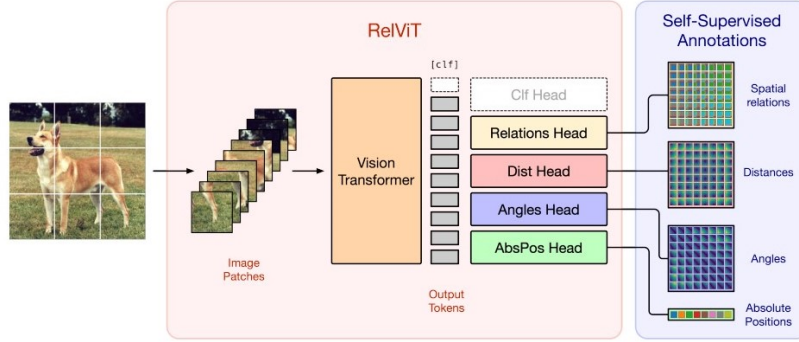 RelViT
Self-Supervised
Annotations
[clf]
Clf Head
Relations Head
Dist Head
Angles Head
AbsPos Head
Vision
Transformer
Image
Patches
Output
Tokens
Spatial
relations
Distances
Angles
Absolute
Positions